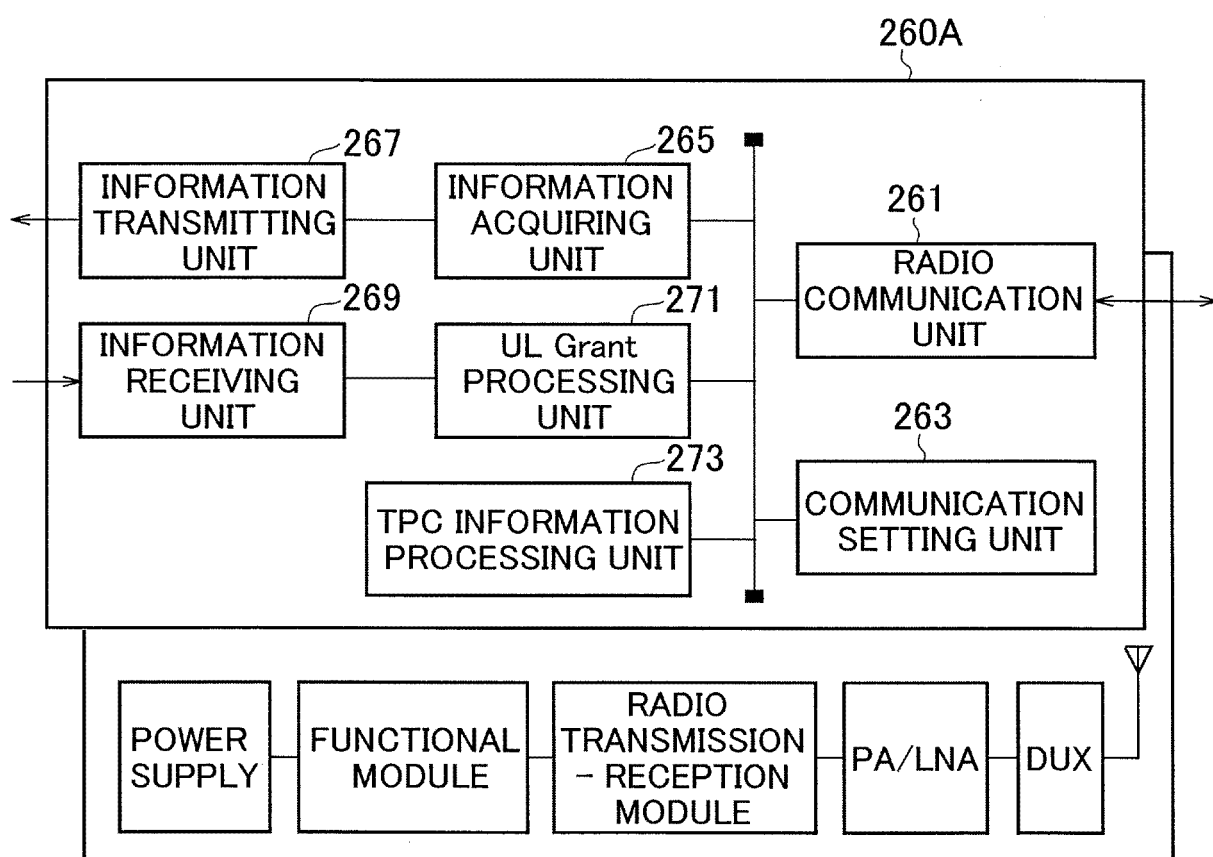 260A
267
265
INFORMATION
TRANSMITTING
UNIT
INFORMATION
ACQUIRING
UNIT
261
RADIO
COMMUNICATION
UNIT
269
271
INFORMATION
RECEIVING
UNIT
UL Grant
PROCESSING
UNIT
263
273
COMMUNICATION
SETTING UNIT
TPC INFORMATION
PROCESSING UNIT
POWER
SUPPLY
FUNCTIONAL
MODULE
RADIO
TRANSMISSION
- RECEPTION
MODULE
PA/LNA
DUX